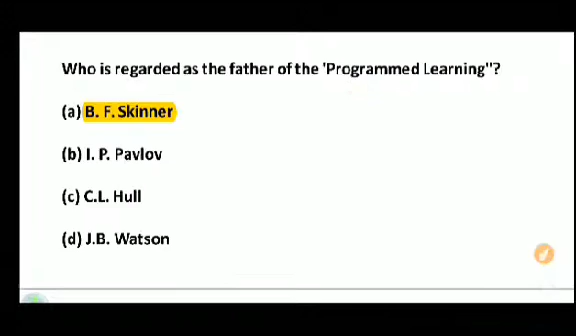 Who is regarded as the father of the 'Programmed Learning"?
(a) B. F. Skinner
(b) I. P. Pavlov
(c) C.L. Hull
(d) J.B. Watson